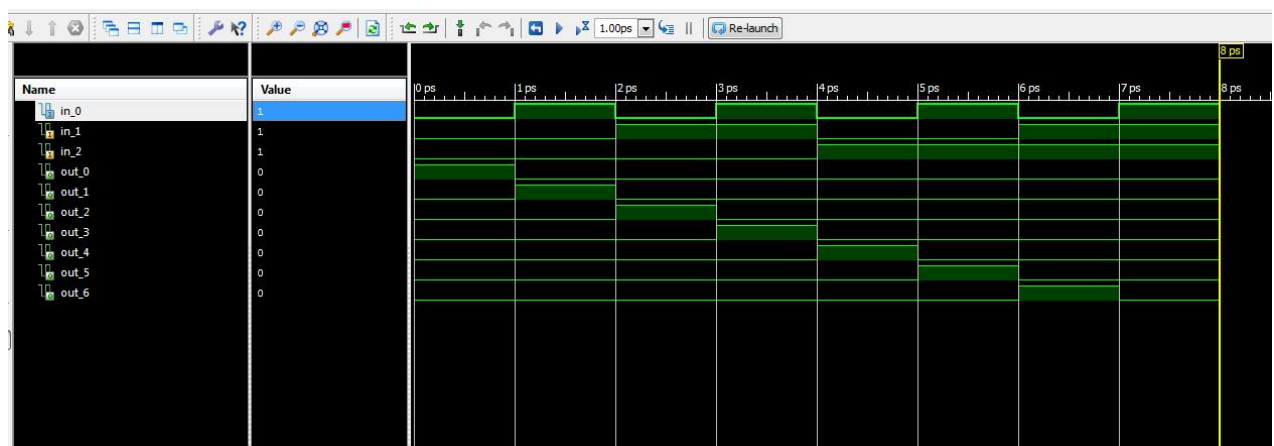 1.00ps Re-launch
8 ps
Name Value 0 ps 1 ps 2 ps 3 ps 4 ps 5 ps 6 ps 7 ps 8 ps
in_0 1
in_1 1
in_2 1
out_0 0
out_1 0
out_2 0
out_3 0
out_4 0
out_5 0
out_6 0